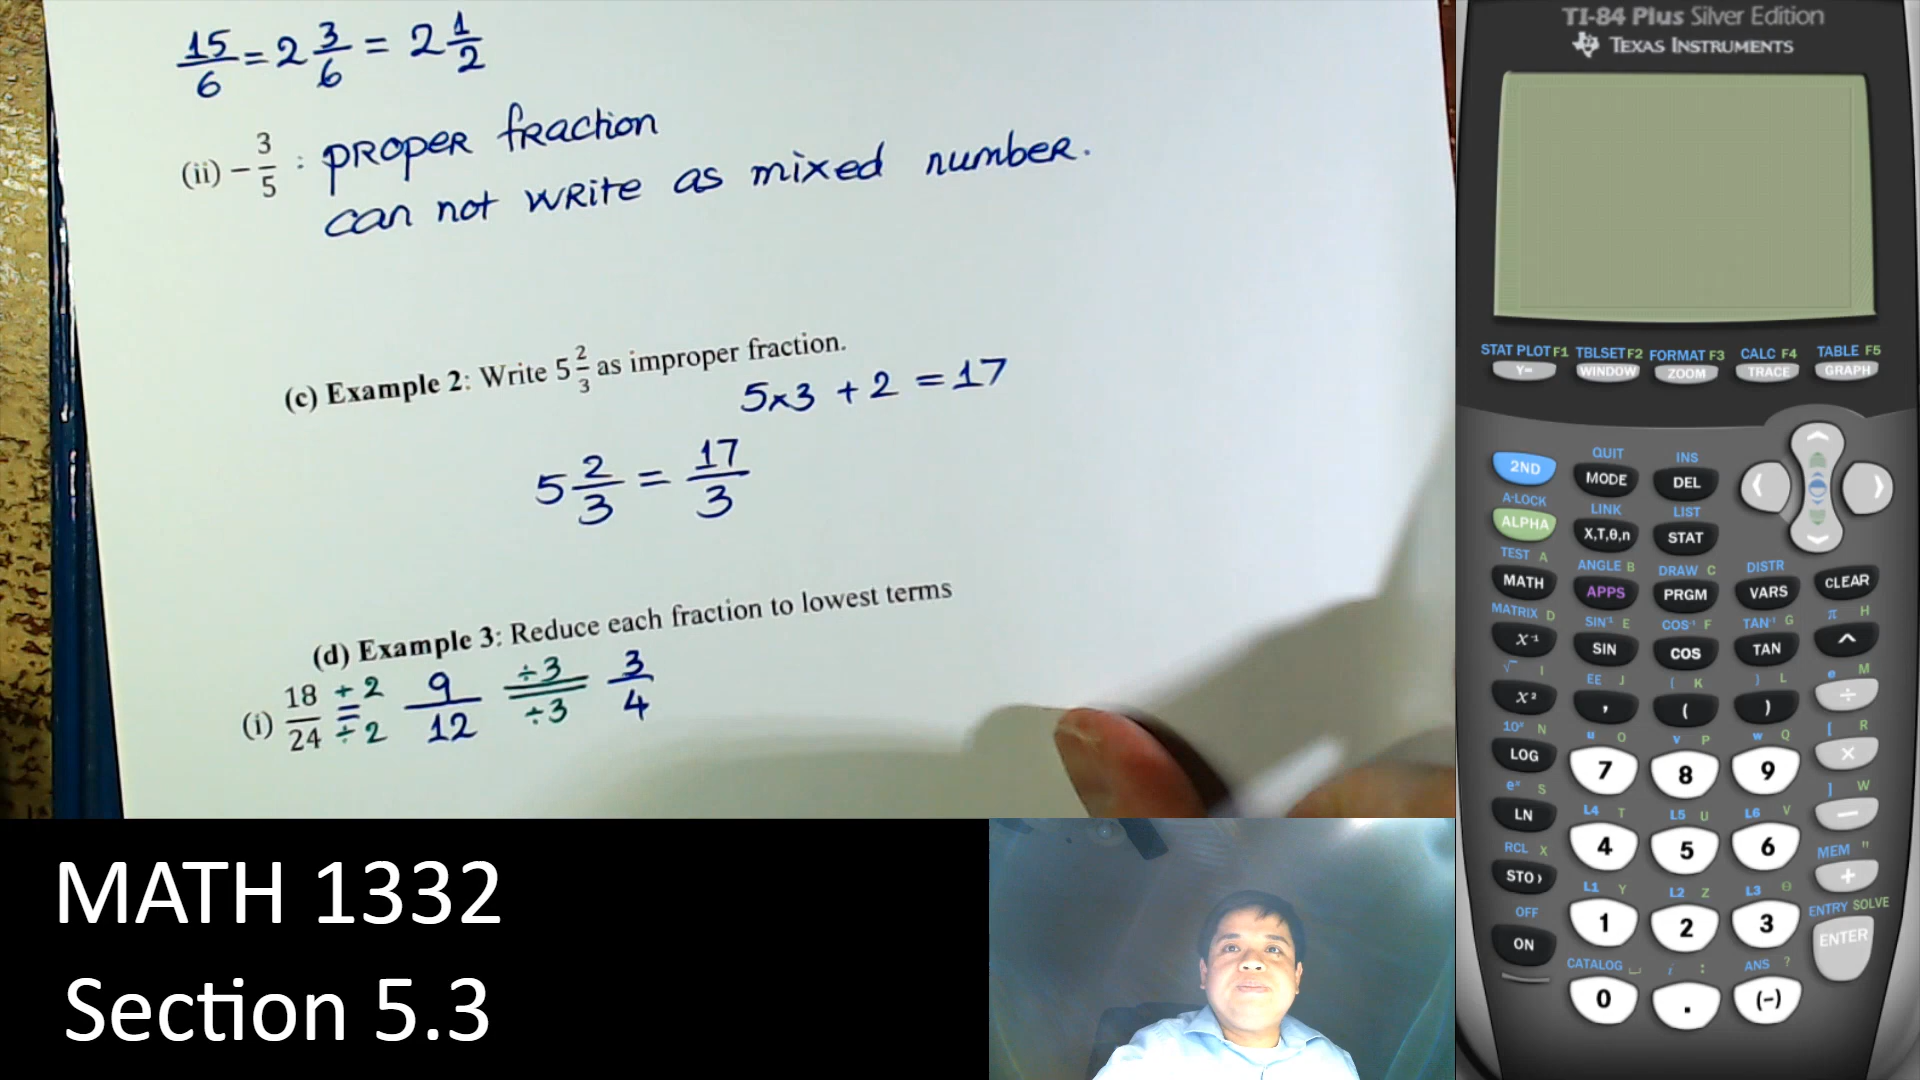 15/6 = 2 3/6 = 2 1/2
(ii) - 3/5 : PROPER fraction
can not write as mixed number.
(c) Example 2: Write 5 2/3 as improper fraction.
5x3 + 2 = 17
5 2/3 = 17/3
(d) Example 3: Reduce each fraction to lowest terms
(i) 18/24 ÷2 = ÷2 9/12 ÷3 = ÷3 3/4
MATH 1332
Section 5.3
TI-84 Plus Silver Edition
TEXAS INSTRUMENTS
STAT PLOT F1 TBLSET F2 FORMAT F3 CALC F4 TABLE F5
Y= WINDOW ZOOM TRACE GRAPH
QUIT INS
2ND MODE DEL
A-LOCK LINK LIST
ALPHA X,T,θ,n STAT
TEST A ANGLE B DRAW C DISTR
MATH APPS PRGM VARS CLEAR
MATRIX D SIN⁻¹ E COS⁻¹ F TAN⁻¹ G π H
x⁻¹ SIN COS TAN ^
√ I EE J { K } L e M
x² , ( ) ÷
10ˣ N u O v P w Q [ R
LOG 7 8 9 ×
eˣ S L4 T L5 U L6 V ] W
LN 4 5 6 −
RCL X L1 Y L2 Z L3 θ MEM "
STO› 1 2 3 +
OFF CATALOG ␣ i : ANS ? ENTRY SOLVE
ON 0 . (-) ENTER